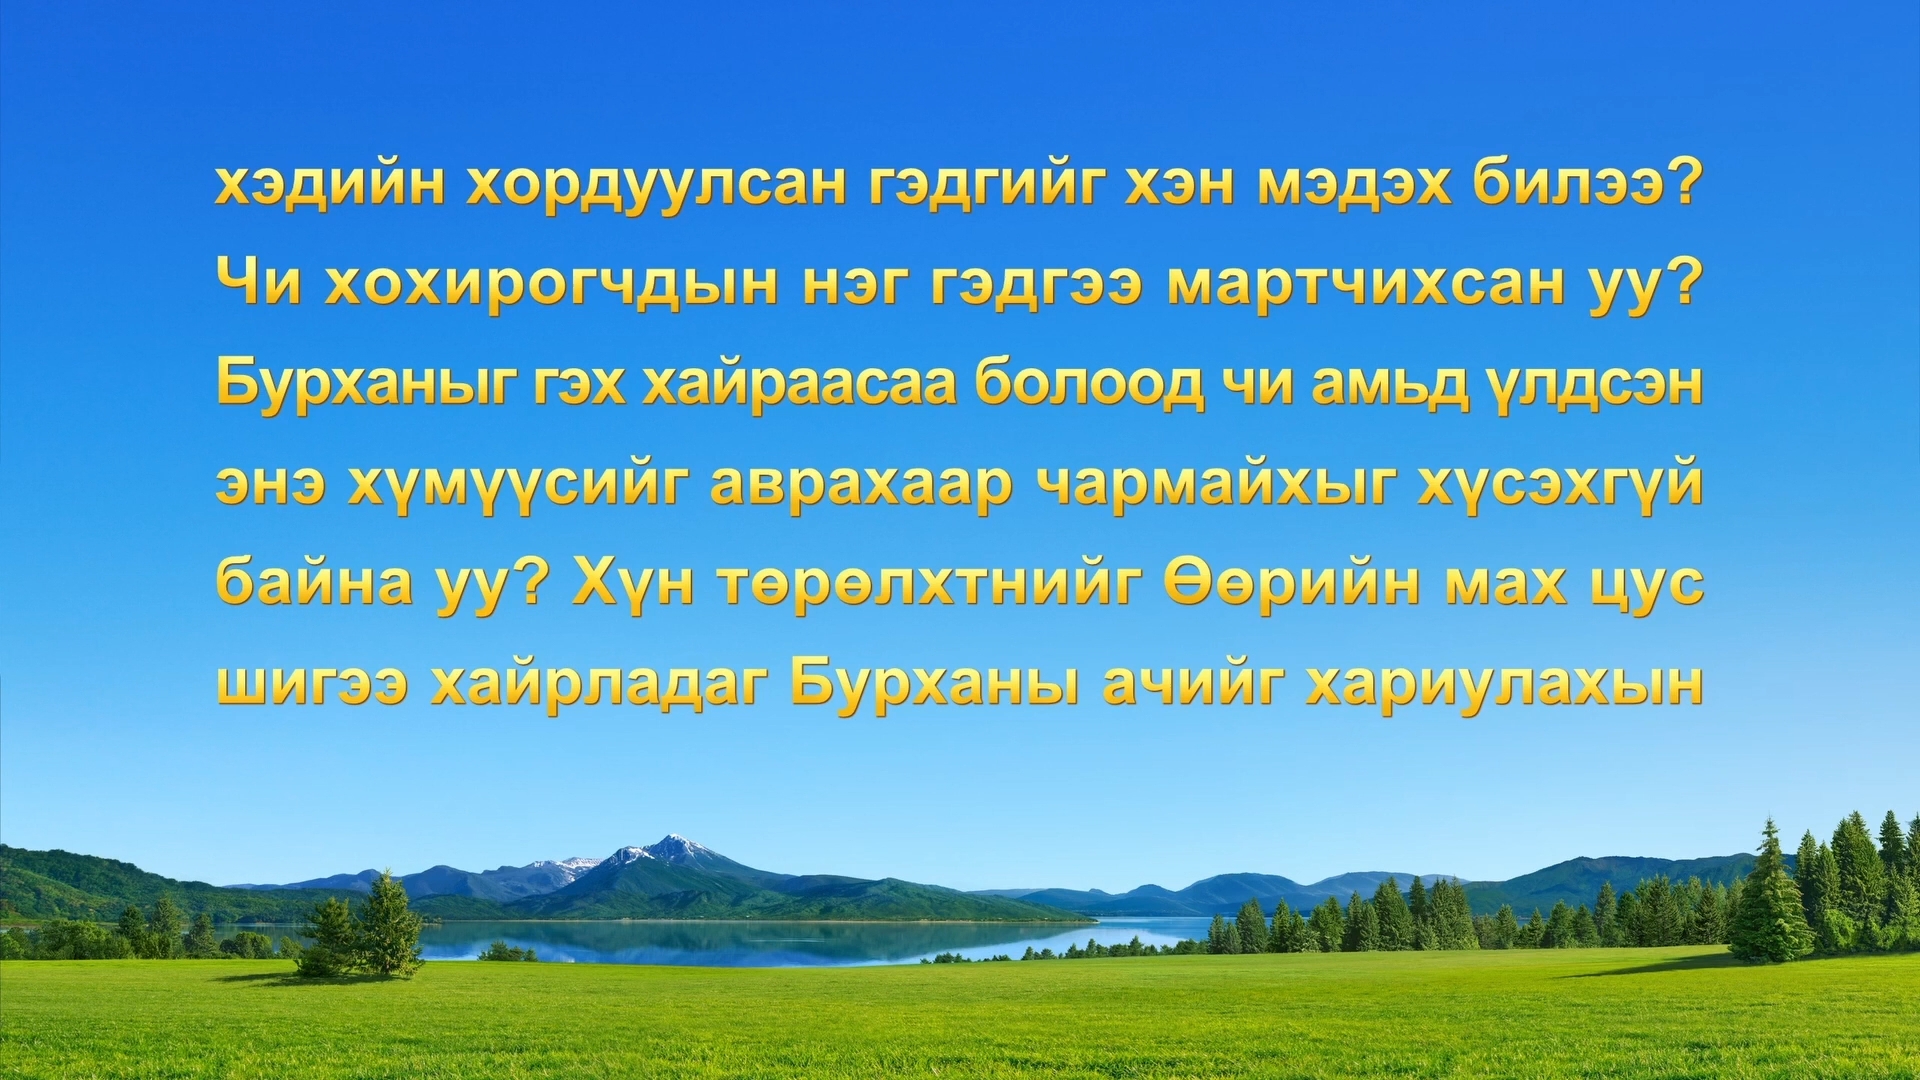 хэдийн хордуулсан гэдгийг хэн мэдэх билээ?
Чи хохирогчдын нэг гэдгээ мартчихсан уу?
Бурханыг гэх хайраасаа болоод чи амьд үлдсэн
энэ хүмүүсийг аврахаар чармайхыг хүсэхгүй
байна уу? Хүн төрөлхтнийг Өөрийн мах цус
шигээ хайрладаг Бурханы ачийг хариулахын